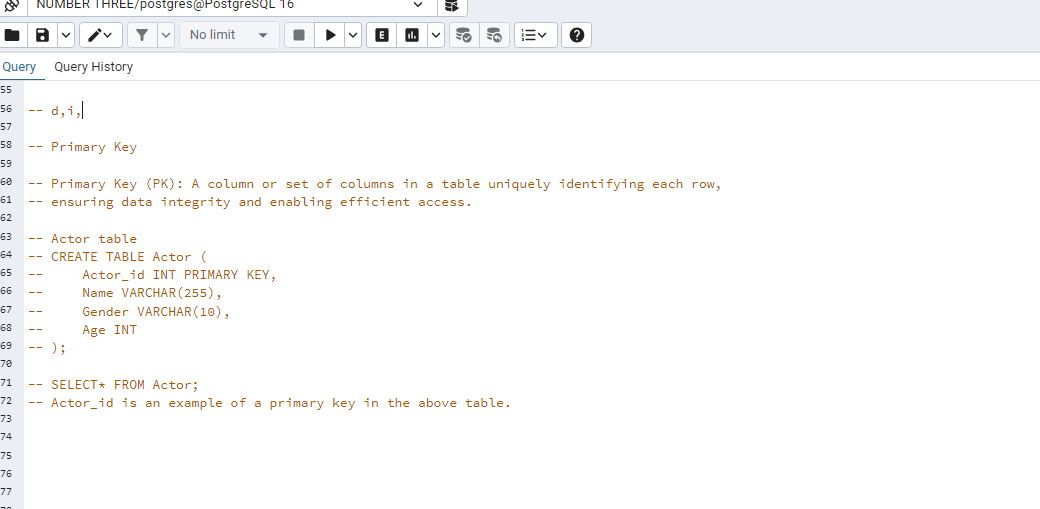 NUMBER THREE/postgres@PostgreSQL 16
No limit
E
Query Query History
55
56 -- d,i,
57
58 -- Primary Key
59
60 -- Primary Key (PK): A column or set of columns in a table uniquely identifying each row,
61 -- ensuring data integrity and enabling efficient access.
62
63 -- Actor table
64 -- CREATE TABLE Actor (
65 --     Actor_id INT PRIMARY KEY,
66 --     Name VARCHAR(255),
67 --     Gender VARCHAR(10),
68 --     Age INT
69 -- );
70
71 -- SELECT* FROM Actor;
72 -- Actor_id is an example of a primary key in the above table.
73
74
75
76
77